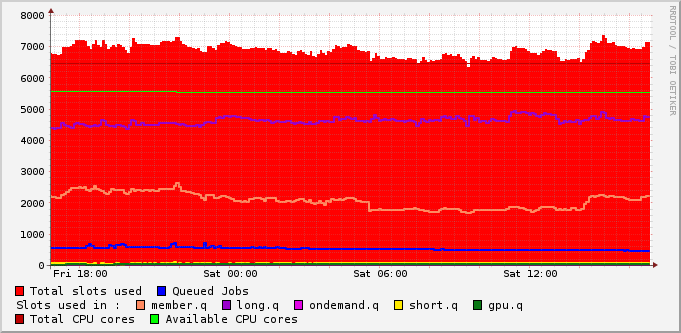 8000
7000
6000
5000
4000
3000
2000
1000
0
Fri 18:00 Sat 00:00 Sat 06:00 Sat 12:00
Total slots used Queued Jobs
Slots used in : member.q long.q ondemand.q short.q gpu.q
Total CPU cores Available CPU cores
RRDTOOL / TOBI OETIKER